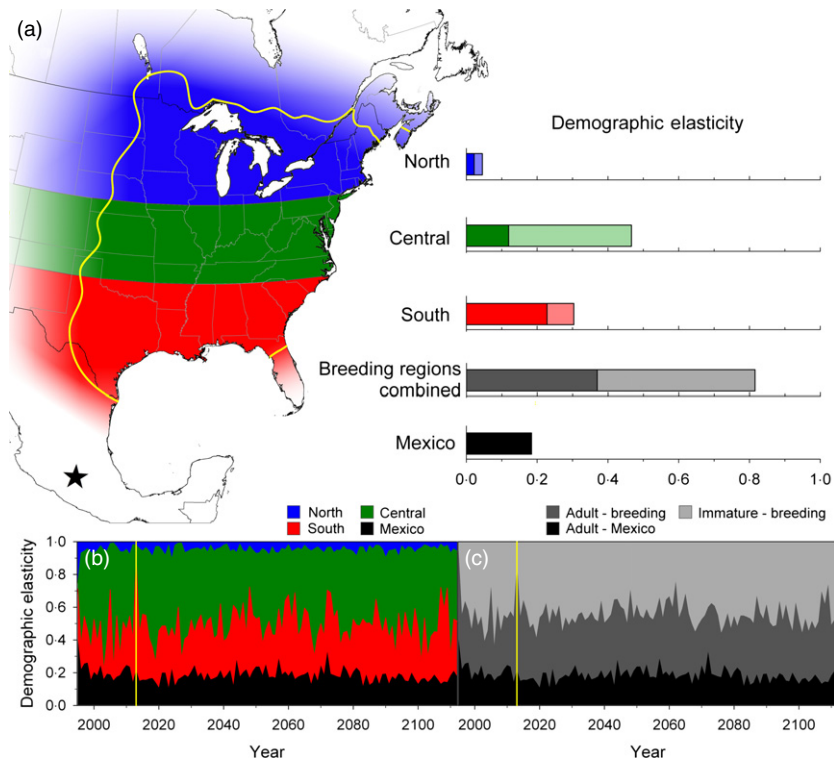 (a)
Demographic elasticity
North
Central
South
Breeding regions
combined
Mexico
0·0 0·2 0·4 0·6 0·8 1·0
North Central
South Mexico
Adult - breeding Immature - breeding
Adult - Mexico
Demographic elasticity
1·0
0·8
0·6
0·4
0·2
0·0
(b)
(c)
2000 2020 2040 2060 2080 2100
2000 2020 2040 2060 2080 2100
Year
Year